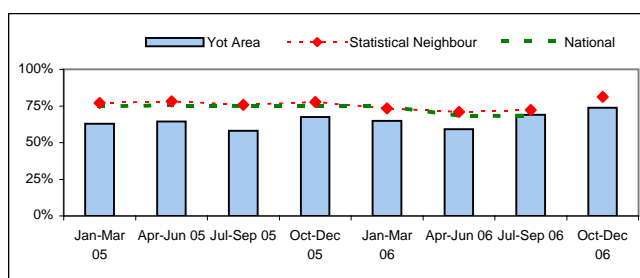 Yot Area Statistical Neighbour National
100%
75%
50%
25%
0%
Jan-Mar Apr-Jun 05 Jul-Sep 05 Oct-Dec Jan-Mar Apr-Jun 06 Jul-Sep 06 Oct-Dec
05 05 06 06